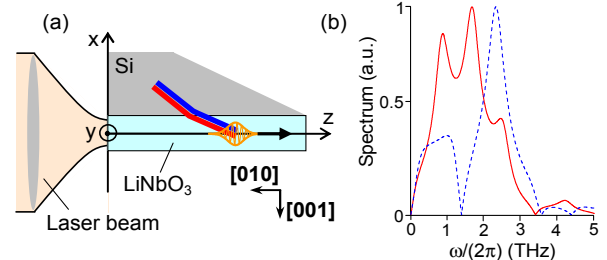 (a)
x
Si
y
z
LiNbO₃
Laser beam
[010]
[001]
(b)
Spectrum (a.u.)
1
0.5
0
0 1 2 3 4 5
ω/(2π) (THz)